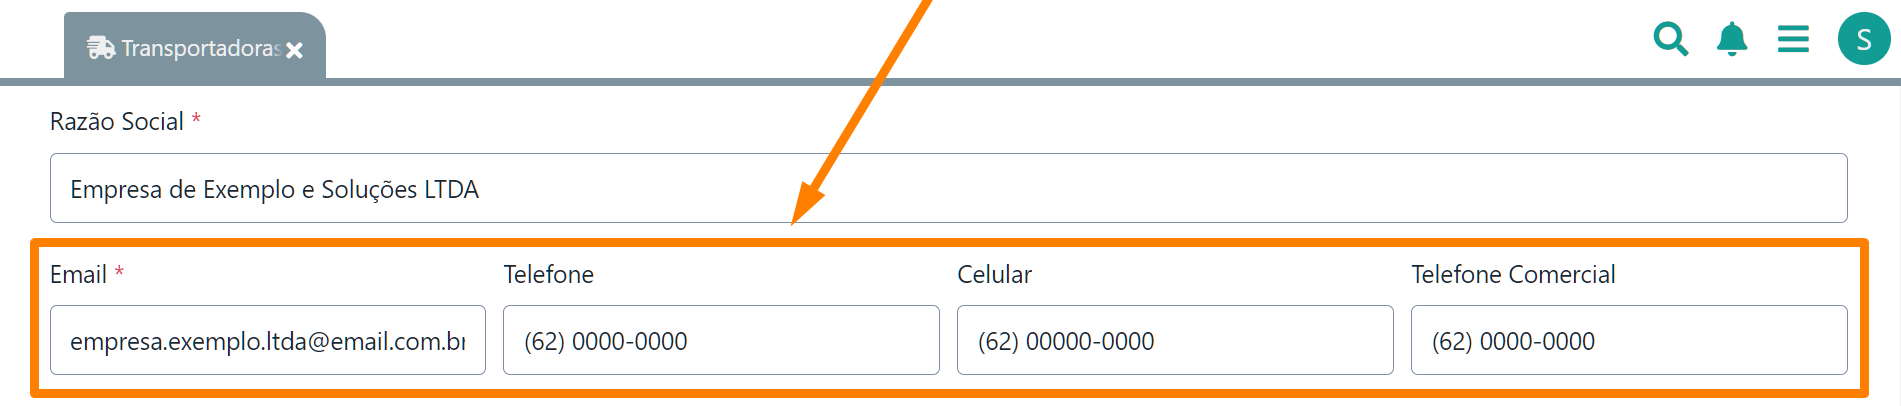 Transportadoras
S
Razão Social *
Empresa de Exemplo e Soluções LTDA
Email * Telefone Celular Telefone Comercial
empresa.exemplo.ltda@email.com.br (62) 0000-0000 (62) 00000-0000 (62) 0000-0000